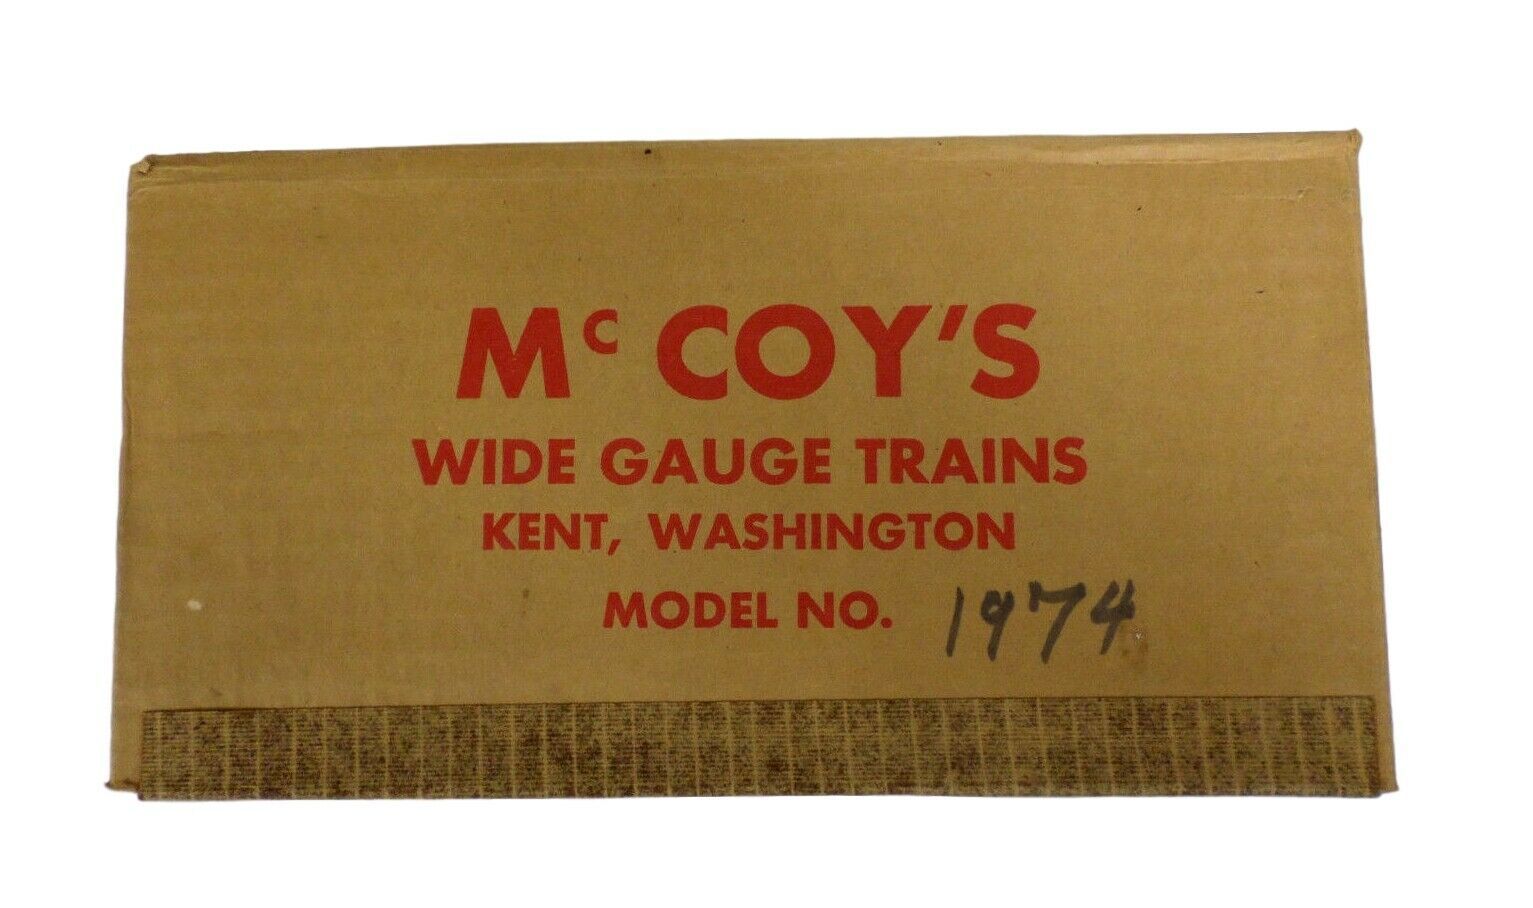 Mc COY'S
WIDE GAUGE TRAINS
KENT, WASHINGTON
MODEL NO. 1974